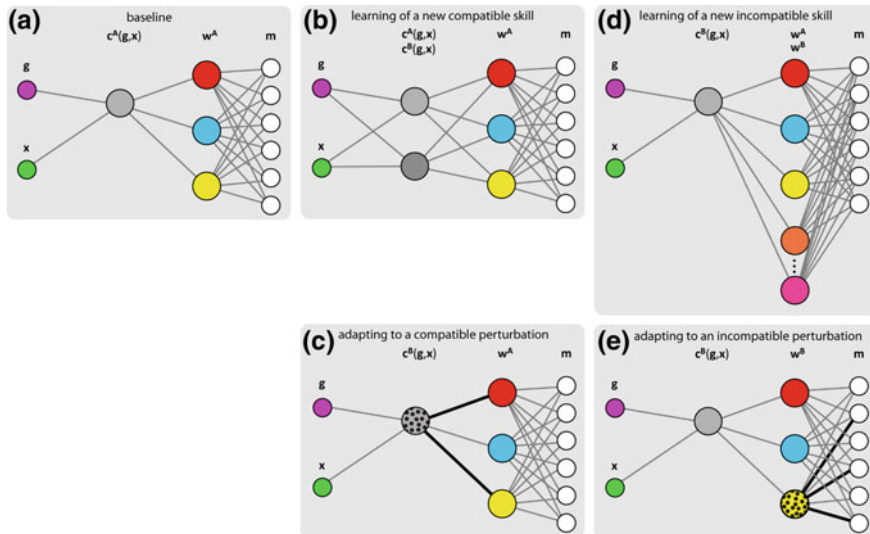 (a) baseline
c^A(g,x) w^A m
g
x
(b) learning of a new compatible skill
c^A(g,x) w^A m
c^B(g,x)
g
x
(d) learning of a new incompatible skill
c^B(g,x) w^A m
w^B
g
x
(c) adapting to a compatible perturbation
c^B(g,x) w^A m
g
x
(e) adapting to an incompatible perturbation
c^B(g,x) w^B m
g
x